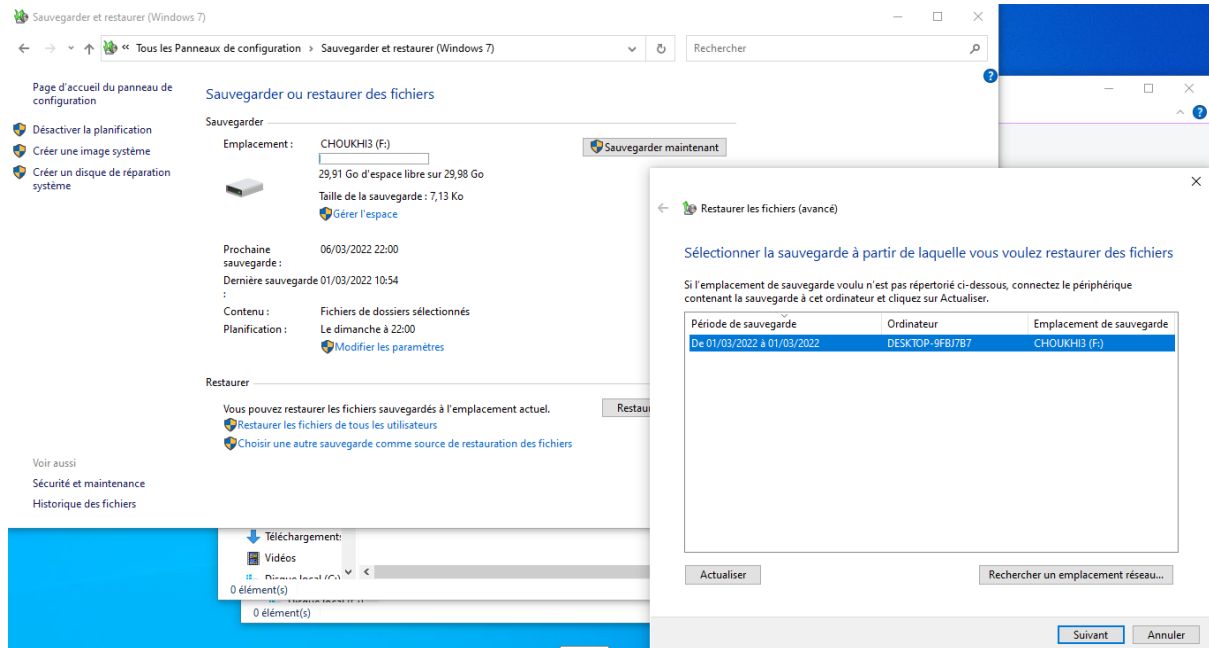 Sauvegarder et restaurer (Windows 7)
« Tous les Panneaux de configuration › Sauvegarder et restaurer (Windows 7)
Rechercher
Page d'accueil du panneau de
configuration
Désactiver la planification
Créer une image système
Créer un disque de réparation
système
Voir aussi
Sécurité et maintenance
Historique des fichiers
Sauvegarder ou restaurer des fichiers
Sauvegarder
Emplacement : CHOUKHI3 (F:)
Sauvegarder maintenant
29,91 Go d'espace libre sur 29,98 Go
Taille de la sauvegarde : 7,13 Ko
Gérer l'espace
Prochaine 06/03/2022 22:00
sauvegarde :
Dernière sauvegarde 01/03/2022 10:54
:
Contenu : Fichiers de dossiers sélectionnés
Planification : Le dimanche à 22:00
Modifier les paramètres
Restaurer
Vous pouvez restaurer les fichiers sauvegardés à l'emplacement actuel.
Restau
Restaurer les fichiers de tous les utilisateurs
Choisir une autre sauvegarde comme source de restauration des fichiers
Téléchargements
Vidéos
Disque local (C:)
0 élément(s)
0 élément(s)
Restaurer les fichiers (avancé)
Sélectionner la sauvegarde à partir de laquelle vous voulez restaurer des fichiers
Si l'emplacement de sauvegarde voulu n'est pas répertorié ci-dessous, connectez le périphérique
contenant la sauvegarde à cet ordinateur et cliquez sur Actualiser.
Période de sauvegarde Ordinateur Emplacement de sauvegarde
De 01/03/2022 à 01/03/2022 DESKTOP-9FBJ7B7 CHOUKHI3 (F:)
Actualiser
Rechercher un emplacement réseau...
Suivant
Annuler